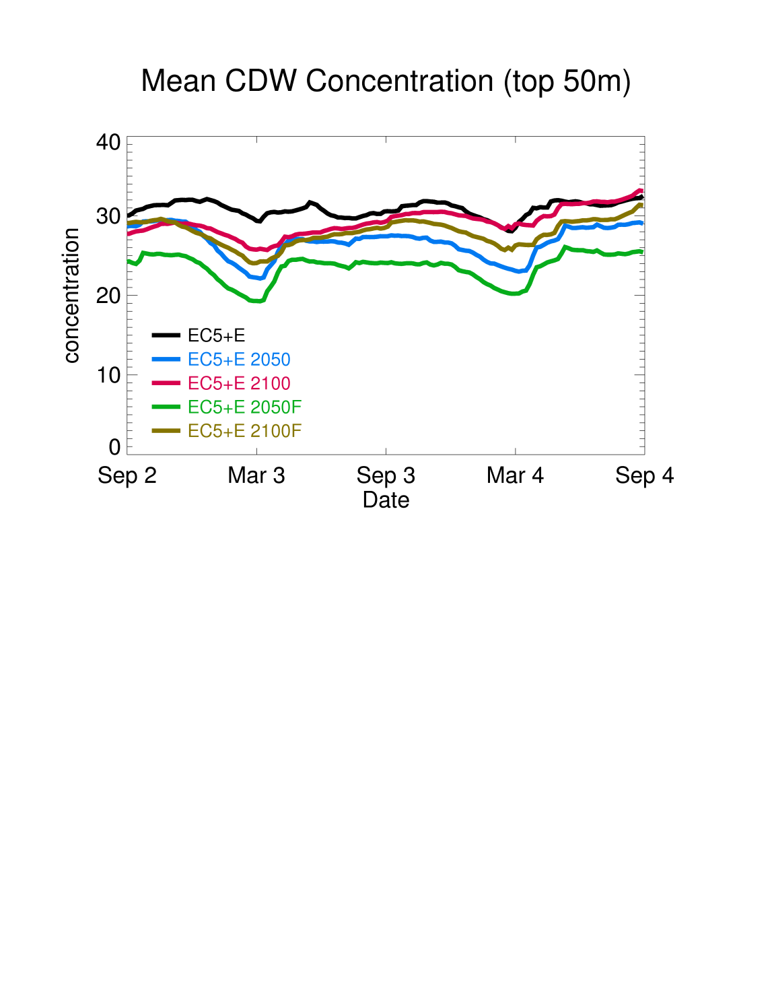 Mean CDW Concentration (top 50m)
40
30
20
10
0
concentration
EC5+E
EC5+E 2050
EC5+E 2100
EC5+E 2050F
EC5+E 2100F
Sep 2 Mar 3 Sep 3 Mar 4 Sep 4
Date